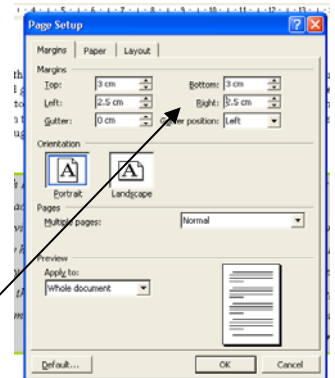 Page Setup
Margins Paper Layout
Margins
Top: 3 cm Bottom: 3 cm
Left: 2.5 cm Right: 2.5 cm
Gutter: 0 cm Gutter position: Left
Orientation
Portrait Landscape
Pages
Multiple pages: Normal
Preview
Apply to:
Whole document
Default... OK Cancel